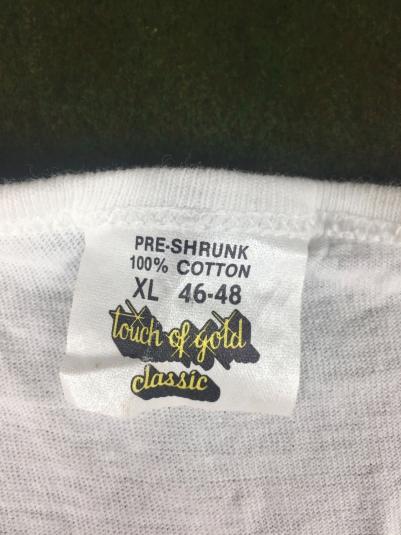 PRE-SHRUNK
100% COTTON
XL 46-48
touch of gold
classic